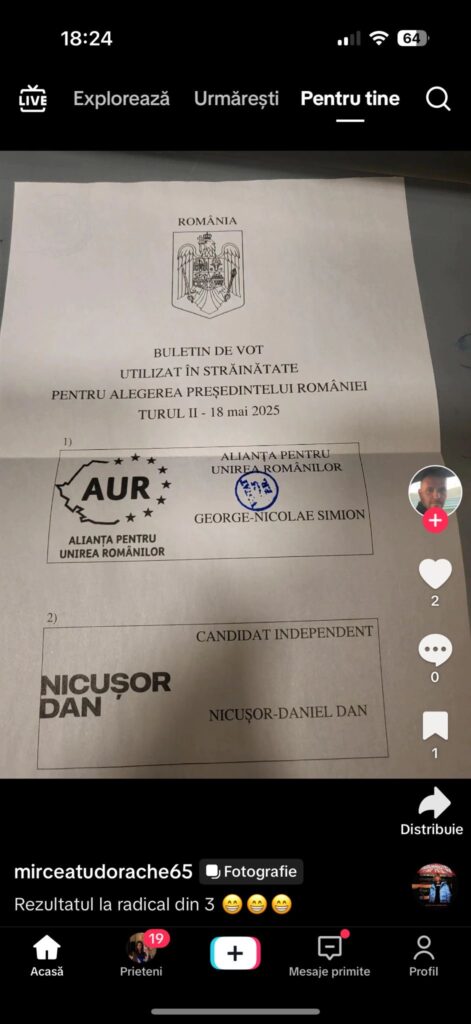 18:24
64
LIVE
Explorează
Urmărești
Pentru tine
ROMÂNIA
BULETIN DE VOT
UTILIZAT ÎN STRĂINĂTATE
PENTRU ALEGEREA PREȘEDINTELUI ROMÂNIEI
TURUL II - 18 mai 2025
1)
AUR
ALIANȚA PENTRU
UNIREA ROMÂNILOR
ALIANȚA PENTRU
UNIREA ROMÂNILOR
GEORGE-NICOLAE SIMION
2
0
2)
CANDIDAT INDEPENDENT
NICUȘOR
DAN
NICUȘOR-DANIEL DAN
1
Distribuie
mirceatudorache65
Fotografie
Rezultatul la radical din 3 😁😁😁
19
Acasă
Prieteni
Mesaje primite
Profil